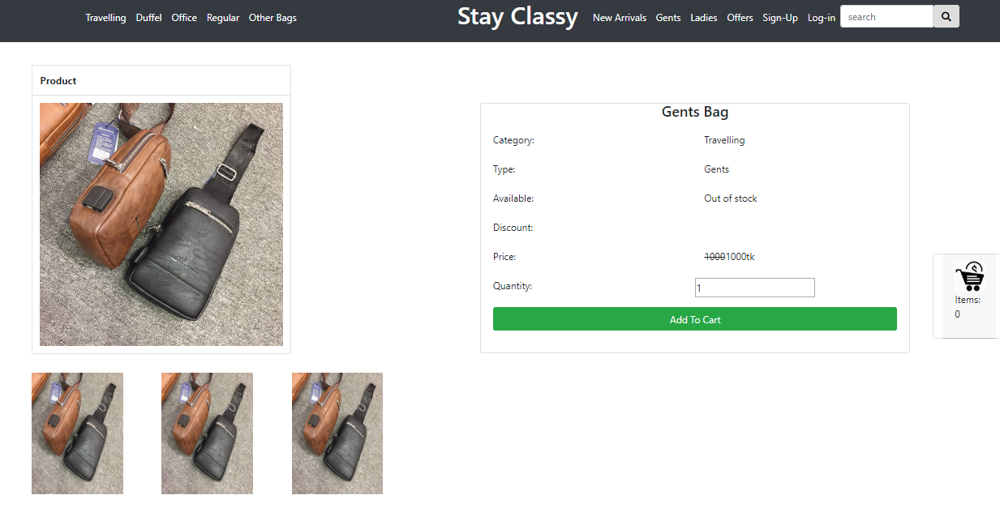 Travelling Duffel Office Regular Other Bags Stay Classy New Arrivals Gents Ladies Offers Sign-Up Log-in search
Product
Gents Bag
Category: Travelling
Type: Gents
Available: Out of stock
Discount:
Price: 10001000tk
Quantity: 1
Add To Cart
Items:
0